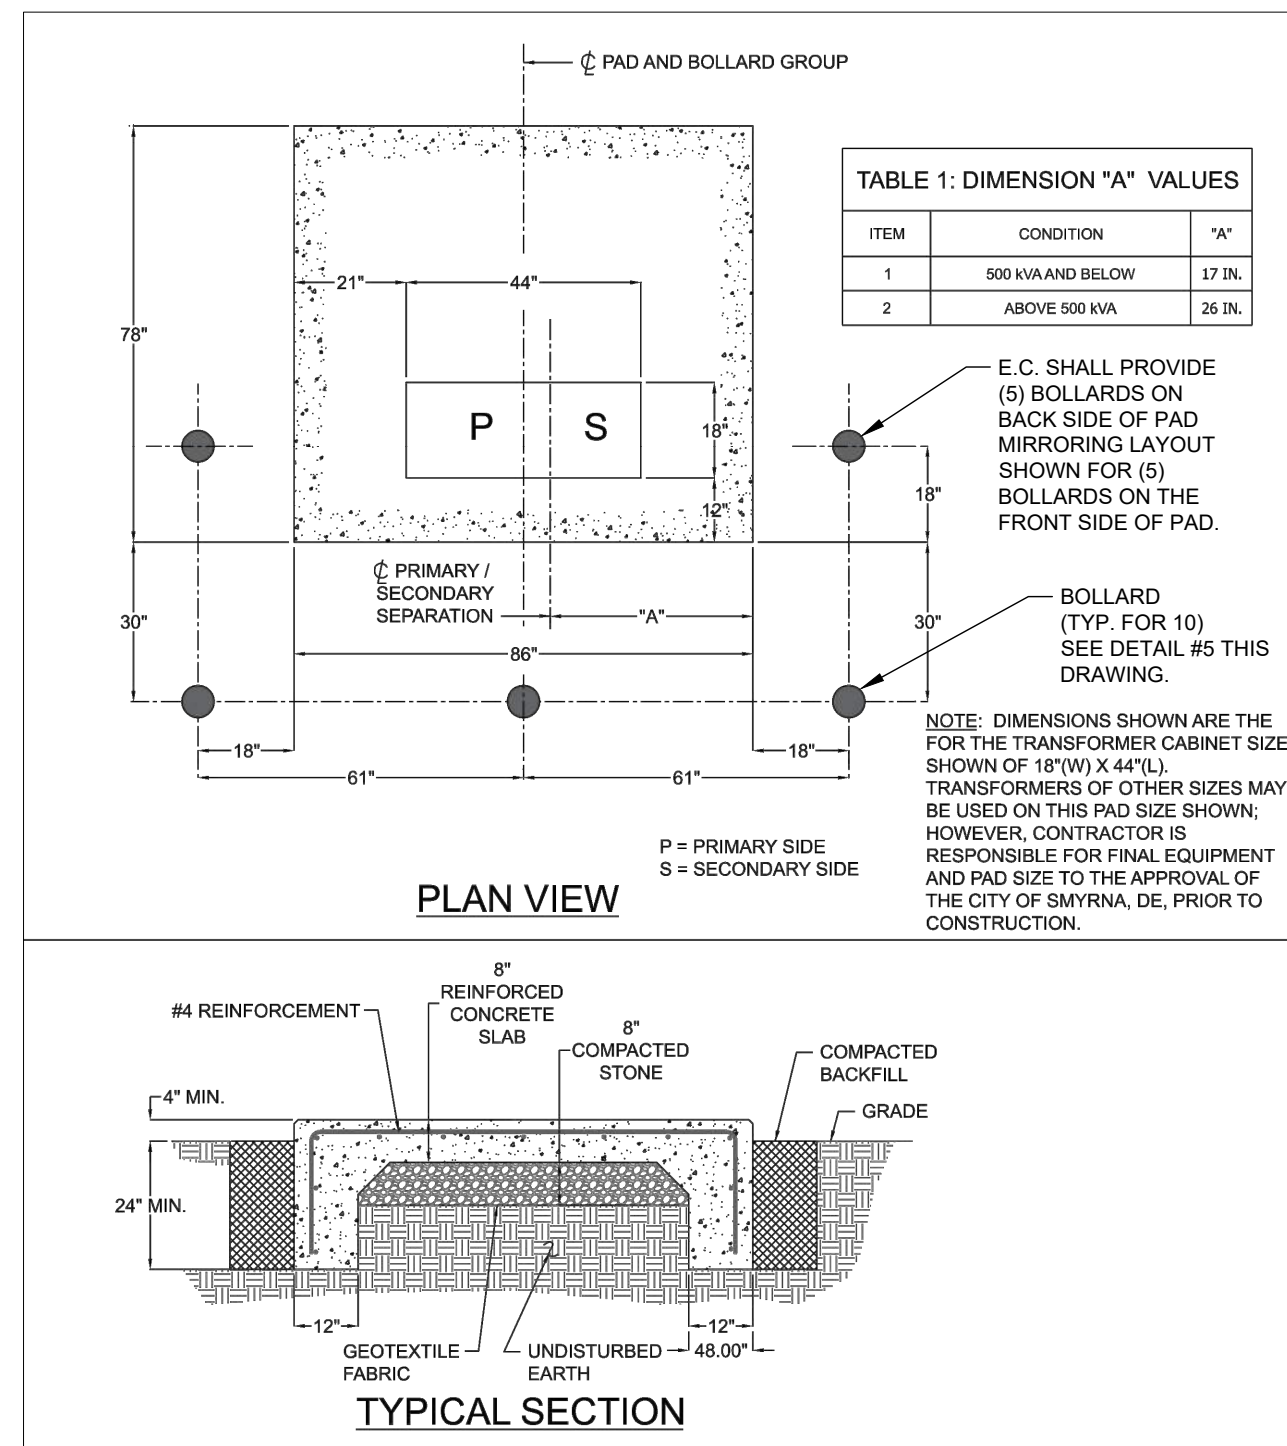 ℄ PAD AND BOLLARD GROUP
TABLE 1: DIMENSION "A" VALUES
ITEM CONDITION "A"
1 500 kVA AND BELOW 17 IN.
2 ABOVE 500 kVA 26 IN.
21"
44"
78"
P S
18"
12"
E.C. SHALL PROVIDE
(5) BOLLARDS ON
BACK SIDE OF PAD
MIRRORING LAYOUT
SHOWN FOR (5)
BOLLARDS ON THE
FRONT SIDE OF PAD.
18"
℄ PRIMARY /
SECONDARY
SEPARATION
"A"
30"
30"
86"
BOLLARD
(TYP. FOR 10)
SEE DETAIL #5 THIS
DRAWING.
18"
18"
61"
61"
NOTE: DIMENSIONS SHOWN ARE THE
FOR THE TRANSFORMER CABINET SIZE
SHOWN OF 18"(W) X 44"(L).
TRANSFORMERS OF OTHER SIZES MAY
BE USED ON THIS PAD SIZE SHOWN;
HOWEVER, CONTRACTOR IS
RESPONSIBLE FOR FINAL EQUIPMENT
AND PAD SIZE TO THE APPROVAL OF
THE CITY OF SMYRNA, DE, PRIOR TO
CONSTRUCTION.
P = PRIMARY SIDE
S = SECONDARY SIDE
PLAN VIEW
#4 REINFORCEMENT
8"
REINFORCED
CONCRETE
SLAB
8"
COMPACTED
STONE
COMPACTED
BACKFILL
GRADE
4" MIN.
24" MIN.
12"
12"
48.00"
GEOTEXTILE
FABRIC
UNDISTURBED
EARTH
TYPICAL SECTION